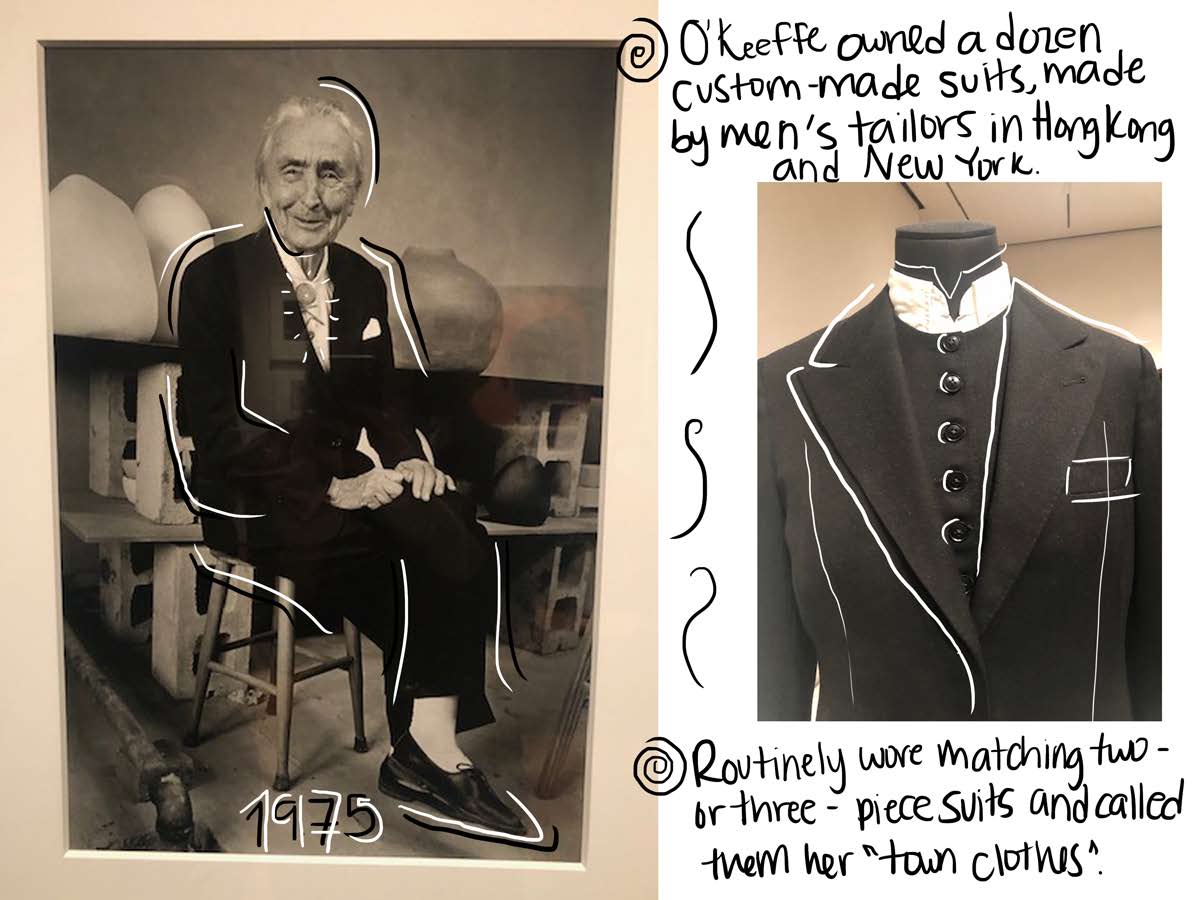 O'Keeffe owned a dozen
custom-made suits, made
by men's tailors in Hong Kong
and New York.
1975
Routinely wore matching two-
or three-piece suits and called
them her "town clothes".